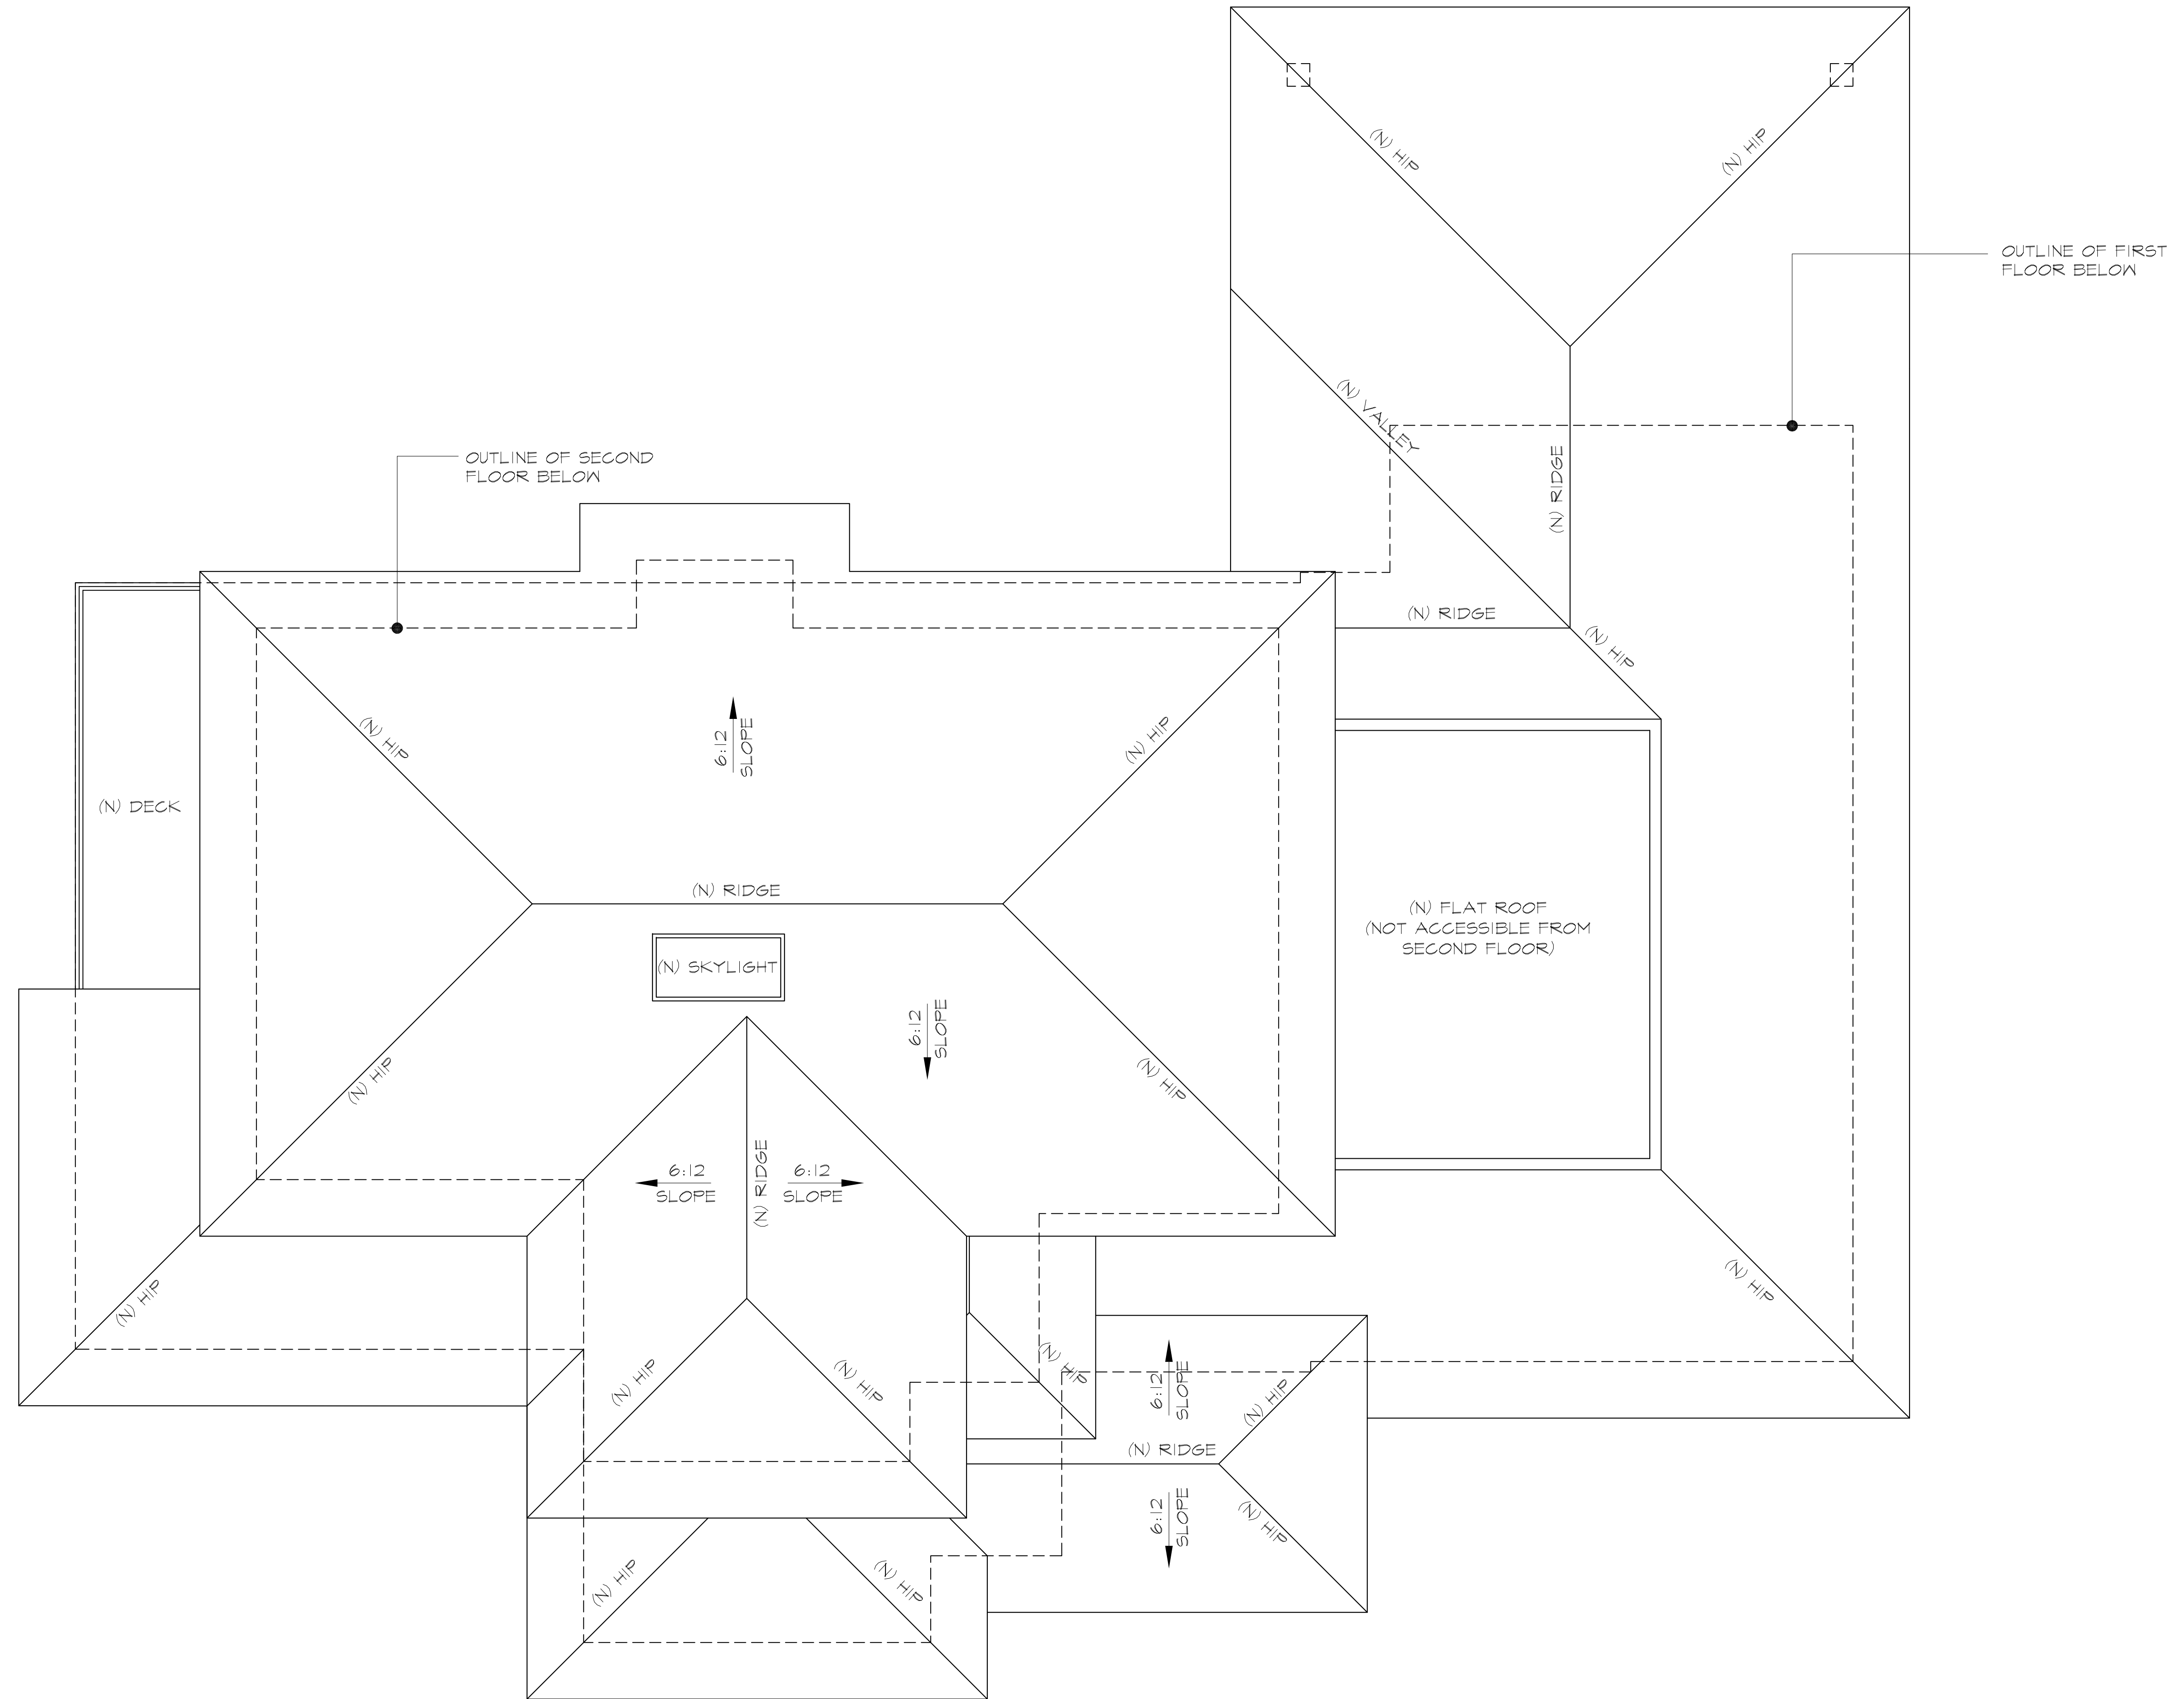 (N) HIP
(N) HIP
OUTLINE OF FIRST
FLOOR BELOW
(N) VALLEY
(N) RIDGE
OUTLINE OF SECOND
FLOOR BELOW
(N) RIDGE
(N) HIP
(N) HIP
6:12
SLOPE
(N) HIP
(N) DECK
(N) RIDGE
(N) FLAT ROOF
(NOT ACCESSIBLE FROM
SECOND FLOOR)
(N) SKYLIGHT
6:12
SLOPE
(N) HIP
(N) HIP
6:12
SLOPE
(N) RIDGE
6:12
SLOPE
(N) HIP
(N) HIP
(N) HIP
(N) HIP
(N) HIP
6:12
SLOPE
(N) HIP
(N) RIDGE
6:12
SLOPE
(N) HIP
(N) HIP
(N) HIP